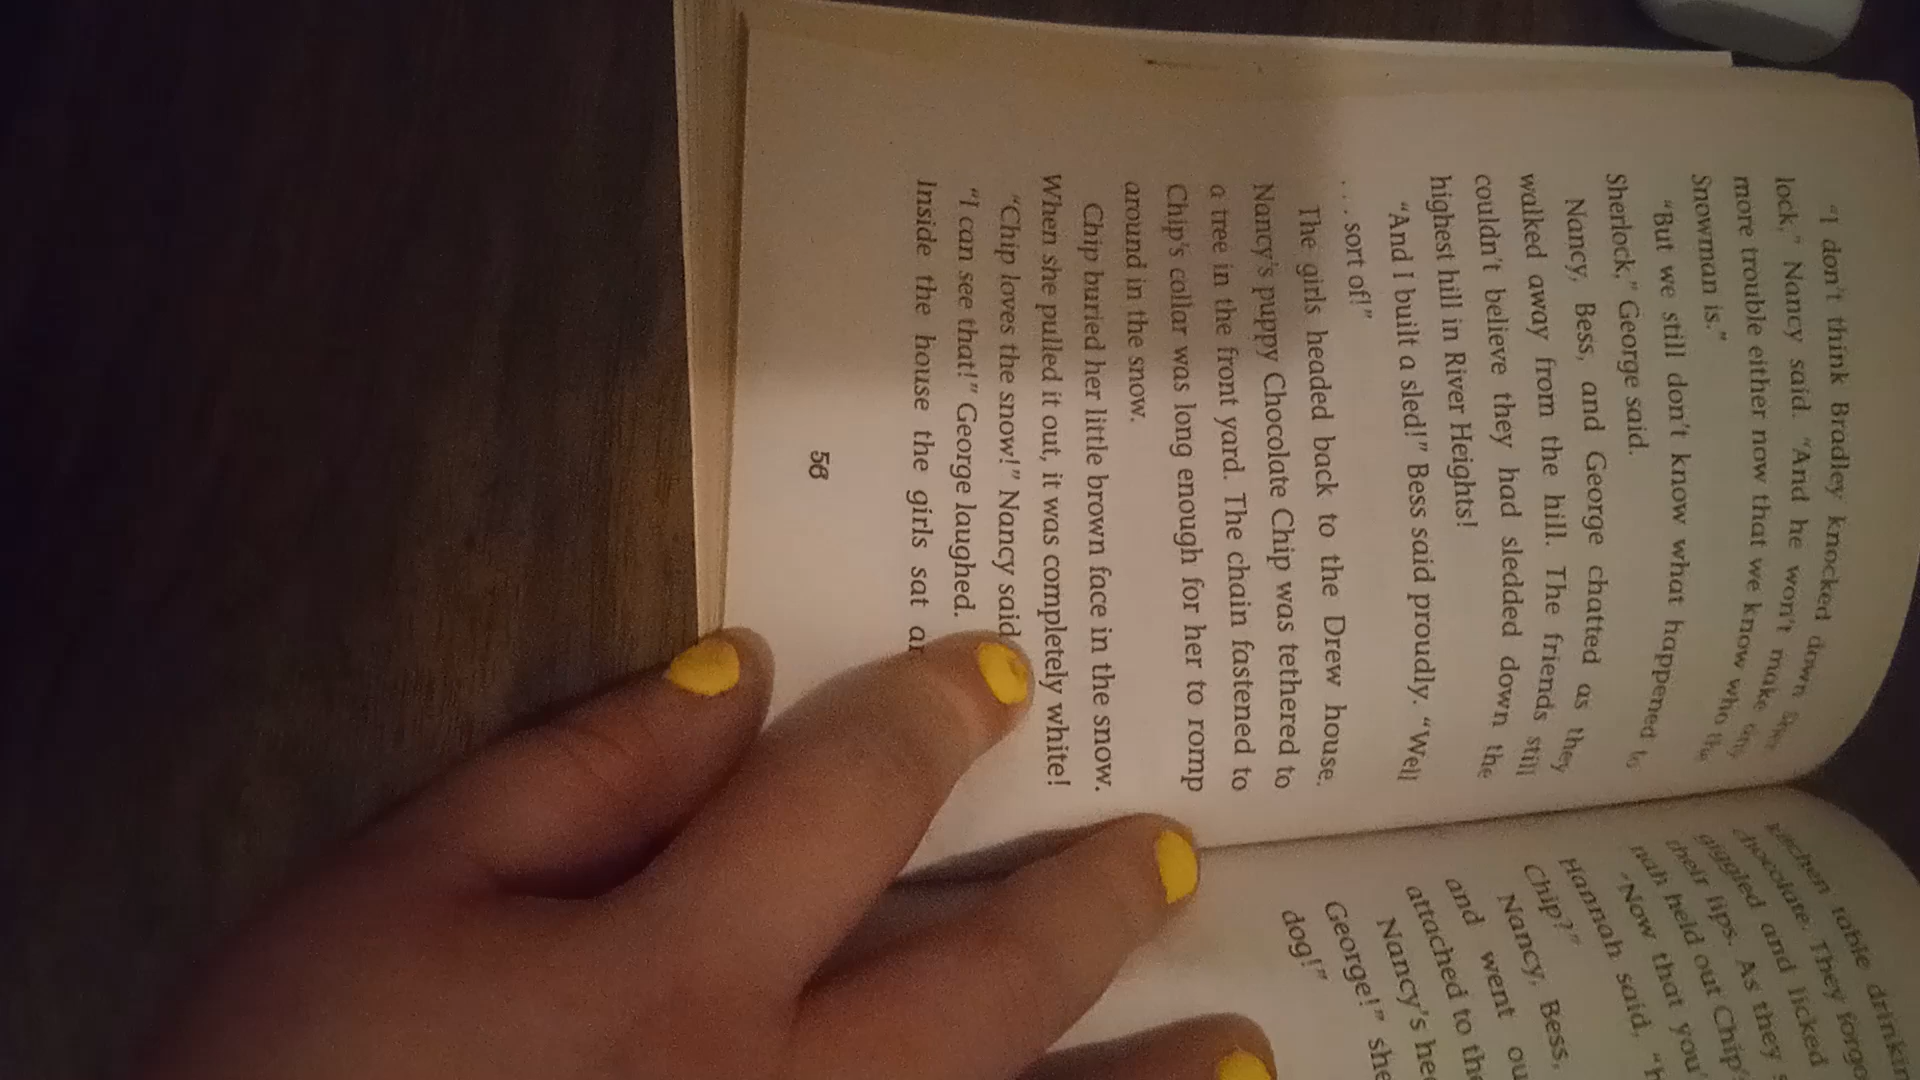 "I don't think Bradley knocked down Sher-
lock," Nancy said. "And he won't make any
more trouble either now that we know who the
Snowman is."
"But we still don't know what happened to
Sherlock," George said.
Nancy, Bess, and George chatted as they
walked away from the hill. The friends still
couldn't believe they had sledded down the
highest hill in River Heights!
"And I built a sled!" Bess said proudly. "Well
. . . sort of!"
The girls headed back to the Drew house.
Nancy's puppy Chocolate Chip was tethered to
a tree in the front yard. The chain fastened to
Chip's collar was long enough for her to romp
around in the snow.
Chip buried her little brown face in the snow.
When she pulled it out, it was completely white!
"Chip loves the snow!" Nancy said
"I can see that!" George laughed.
Inside the house the girls sat ar
56
kitchen table drinkin
chocolate. They forgo
giggled and licked
their lips. As they s
nah held out Chip'
"Now that you'
Hannah said, "h
Chip?"
Nancy, Bess,
and went ou
attached to the
Nancy's hea
George!" she
dog!"